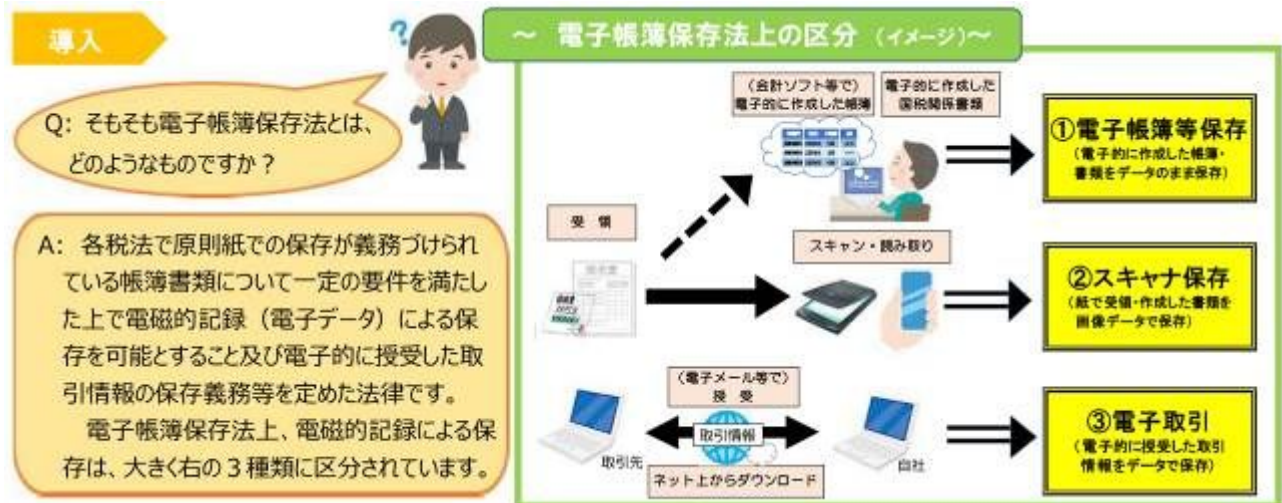 導入
?
Q: そもそも電子帳簿保存法とは、
どのようなものですか?
A: 各税法で原則紙での保存が義務づけられ
ている帳簿書類について一定の要件を満たし
た上で電磁的記録（電子データ）による保
存を可能とすること及び電子的に授受した取
引情報の保存義務等を定めた法律です。
電子帳簿保存法上、電磁的記録による保
存は、大きく右の3種類に区分されています。
～ 電子帳簿保存法上の区分 （イメージ）～
（会計ソフト等で）
電子的に作成した帳簿
電子的に作成した
国税関係書類
①電子帳簿等保存
（電子的に作成した帳簿・
書類をデータのまま保存）
受 領
スキャン・読み取り
②スキャナ保存
（紙で受領・作成した書類を
画像データで保存）
（電子メール等で）
授 受
取引情報
取引先
自社
ネット上からダウンロード
③電子取引
（電子的に授受した取引
情報をデータで保存）